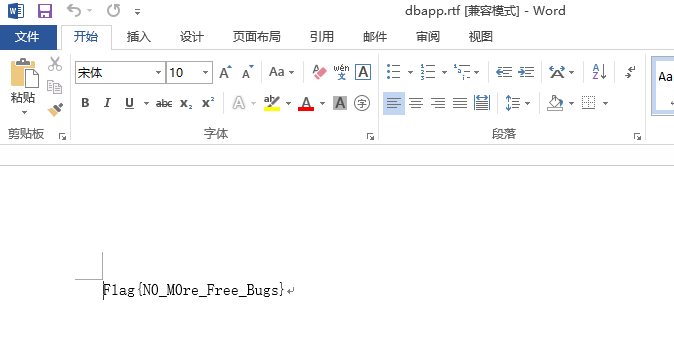 dbapp.rtf [兼容模式] - Word
文件 开始 插入 设计 页面布局 引用 邮件 审阅 视图
宋体 10 A A Aa wén 文 A
粘贴 B I U abc x₂ x² A ab A A 字 A Z Aa
剪贴板 字体 段落
Flag{N0_M0re_Free_Bugs}